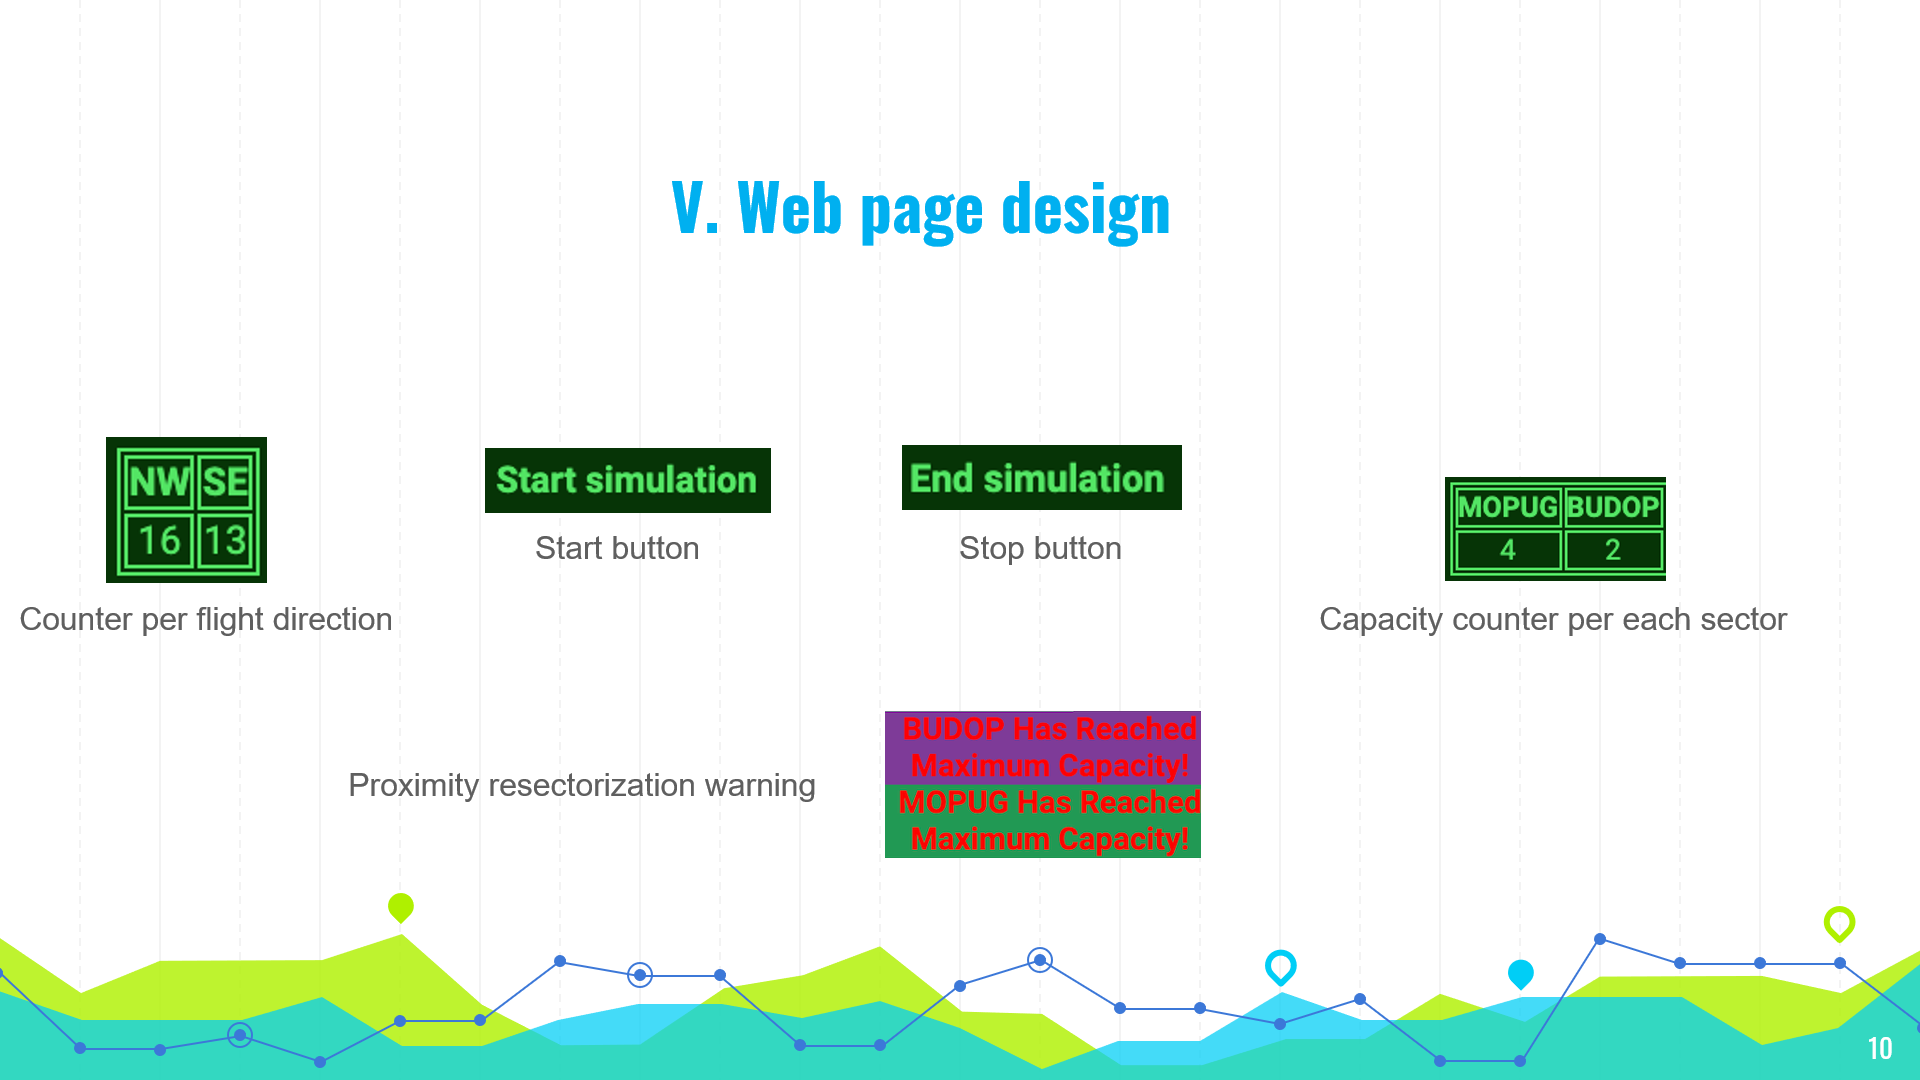 V. Web page design
NW SE
16 13
Counter per flight direction
Start simulation
Start button
End simulation
Stop button
MOPUG BUDOP
4 2
Capacity counter per each sector
Proximity resectorization warning
BUDOP Has Reached
Maximum Capacity!
MOPUG Has Reached
Maximum Capacity!
10